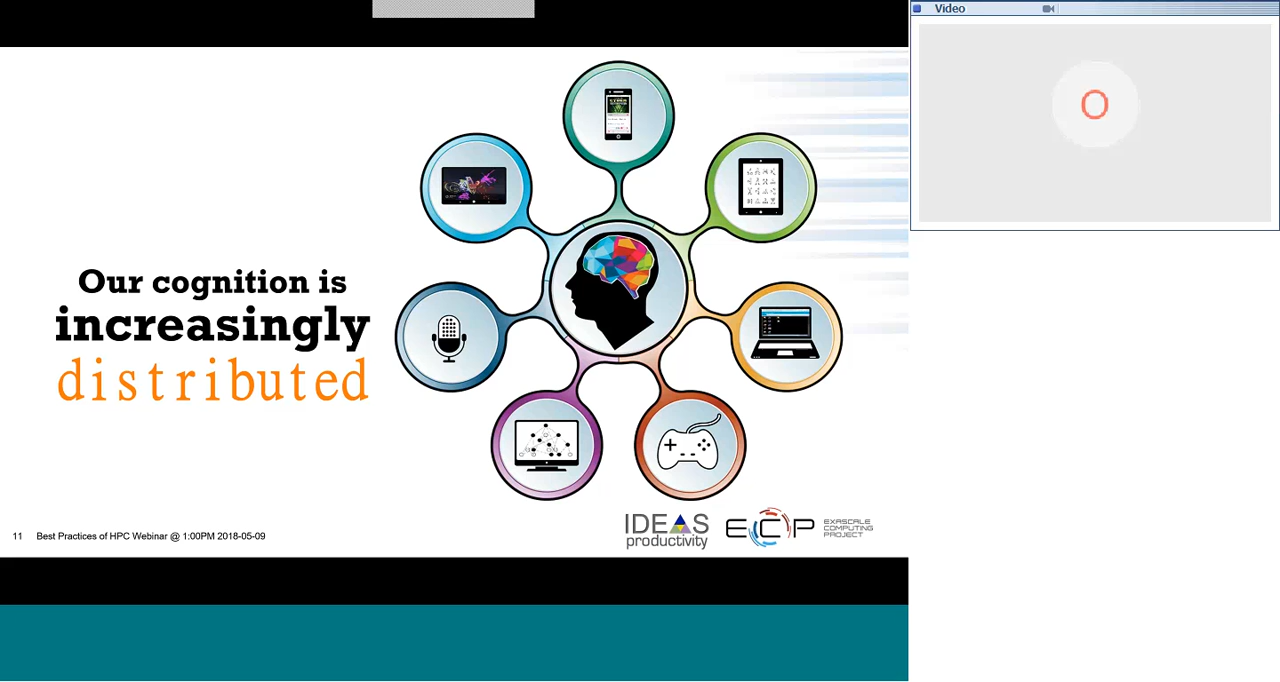 Video
O
Our cognition is
increasingly
distributed
IDEAS
productivity
ECP
EXASCALE
COMPUTING
PROJECT
11 Best Practices of HPC Webinar @ 1:00PM 2018-05-09